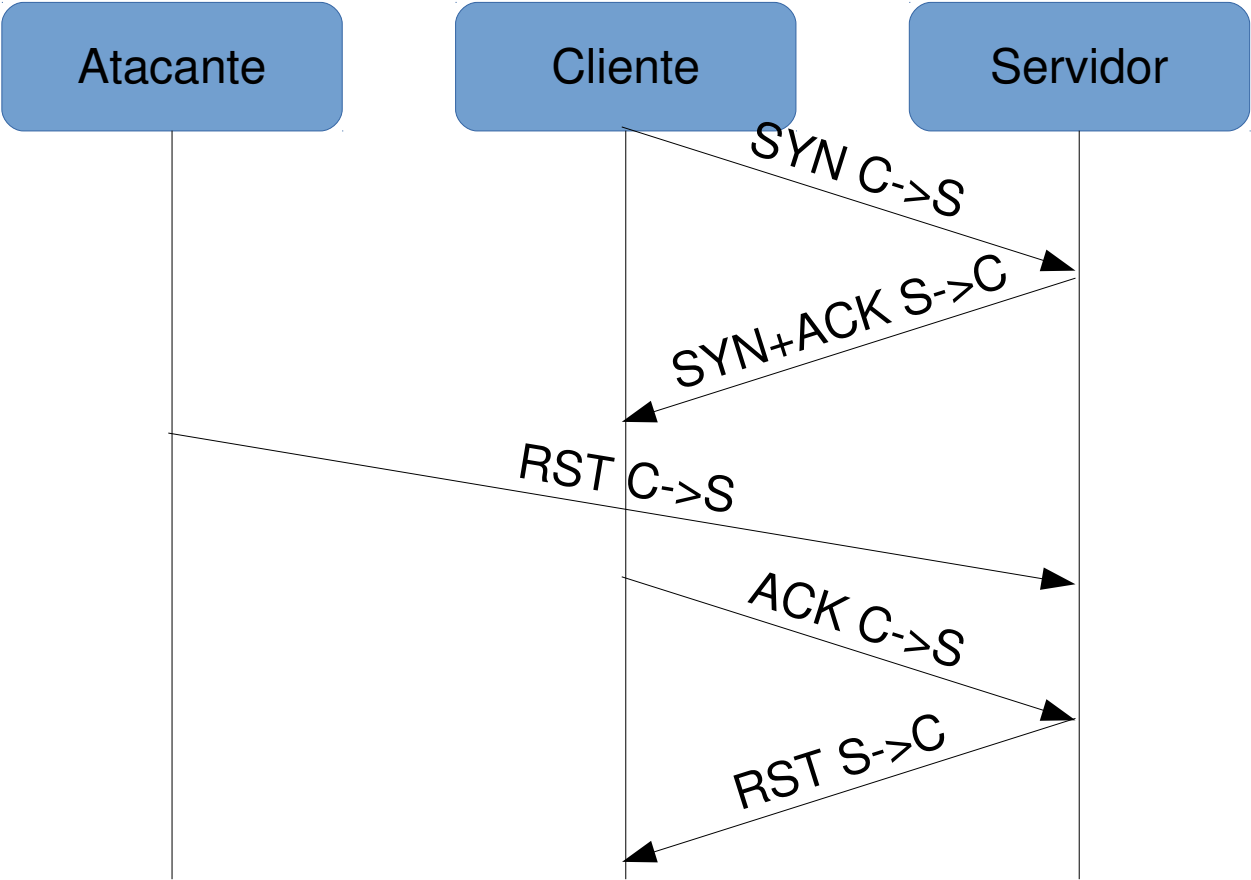 Atacante
Cliente
Servidor
SYN C->S
SYN+ACK S->C
RST C->S
ACK C->S
RST S->C